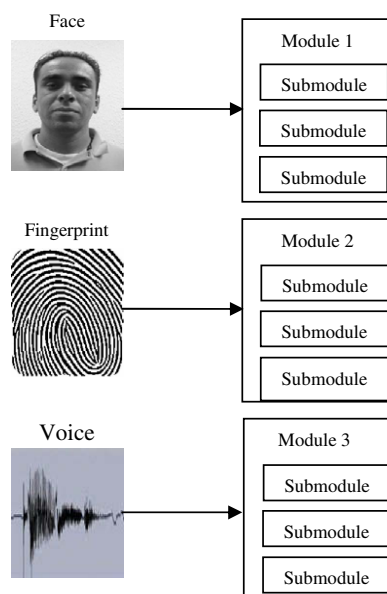 Face
Module 1
Submodule
Submodule
Submodule
Fingerprint
Module 2
Submodule
Submodule
Submodule
Voice
Module 3
Submodule
Submodule
Submodule